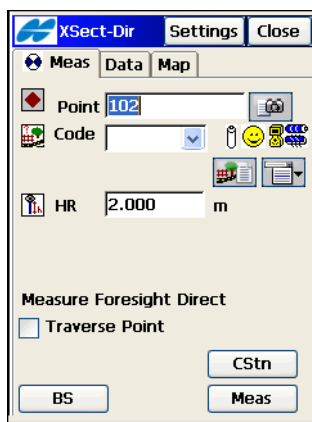 XSect-Dir Settings Close
Meas Data Map
Point 102
Code
HR 2.000 m
Measure Foresight Direct
Traverse Point
CStn
BS Meas